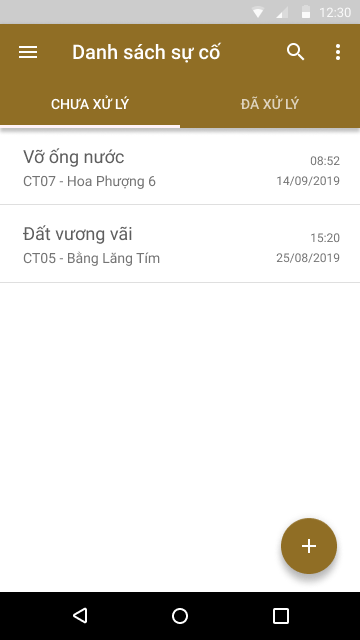 12:30
Danh sách sự cố
CHƯA XỬ LÝ
ĐÃ XỬ LÝ
Vỡ ống nước
08:52
CT07 - Hoa Phượng 6
14/09/2019
Đất vương vãi
15:20
CT05 - Bằng Lăng Tím
25/08/2019